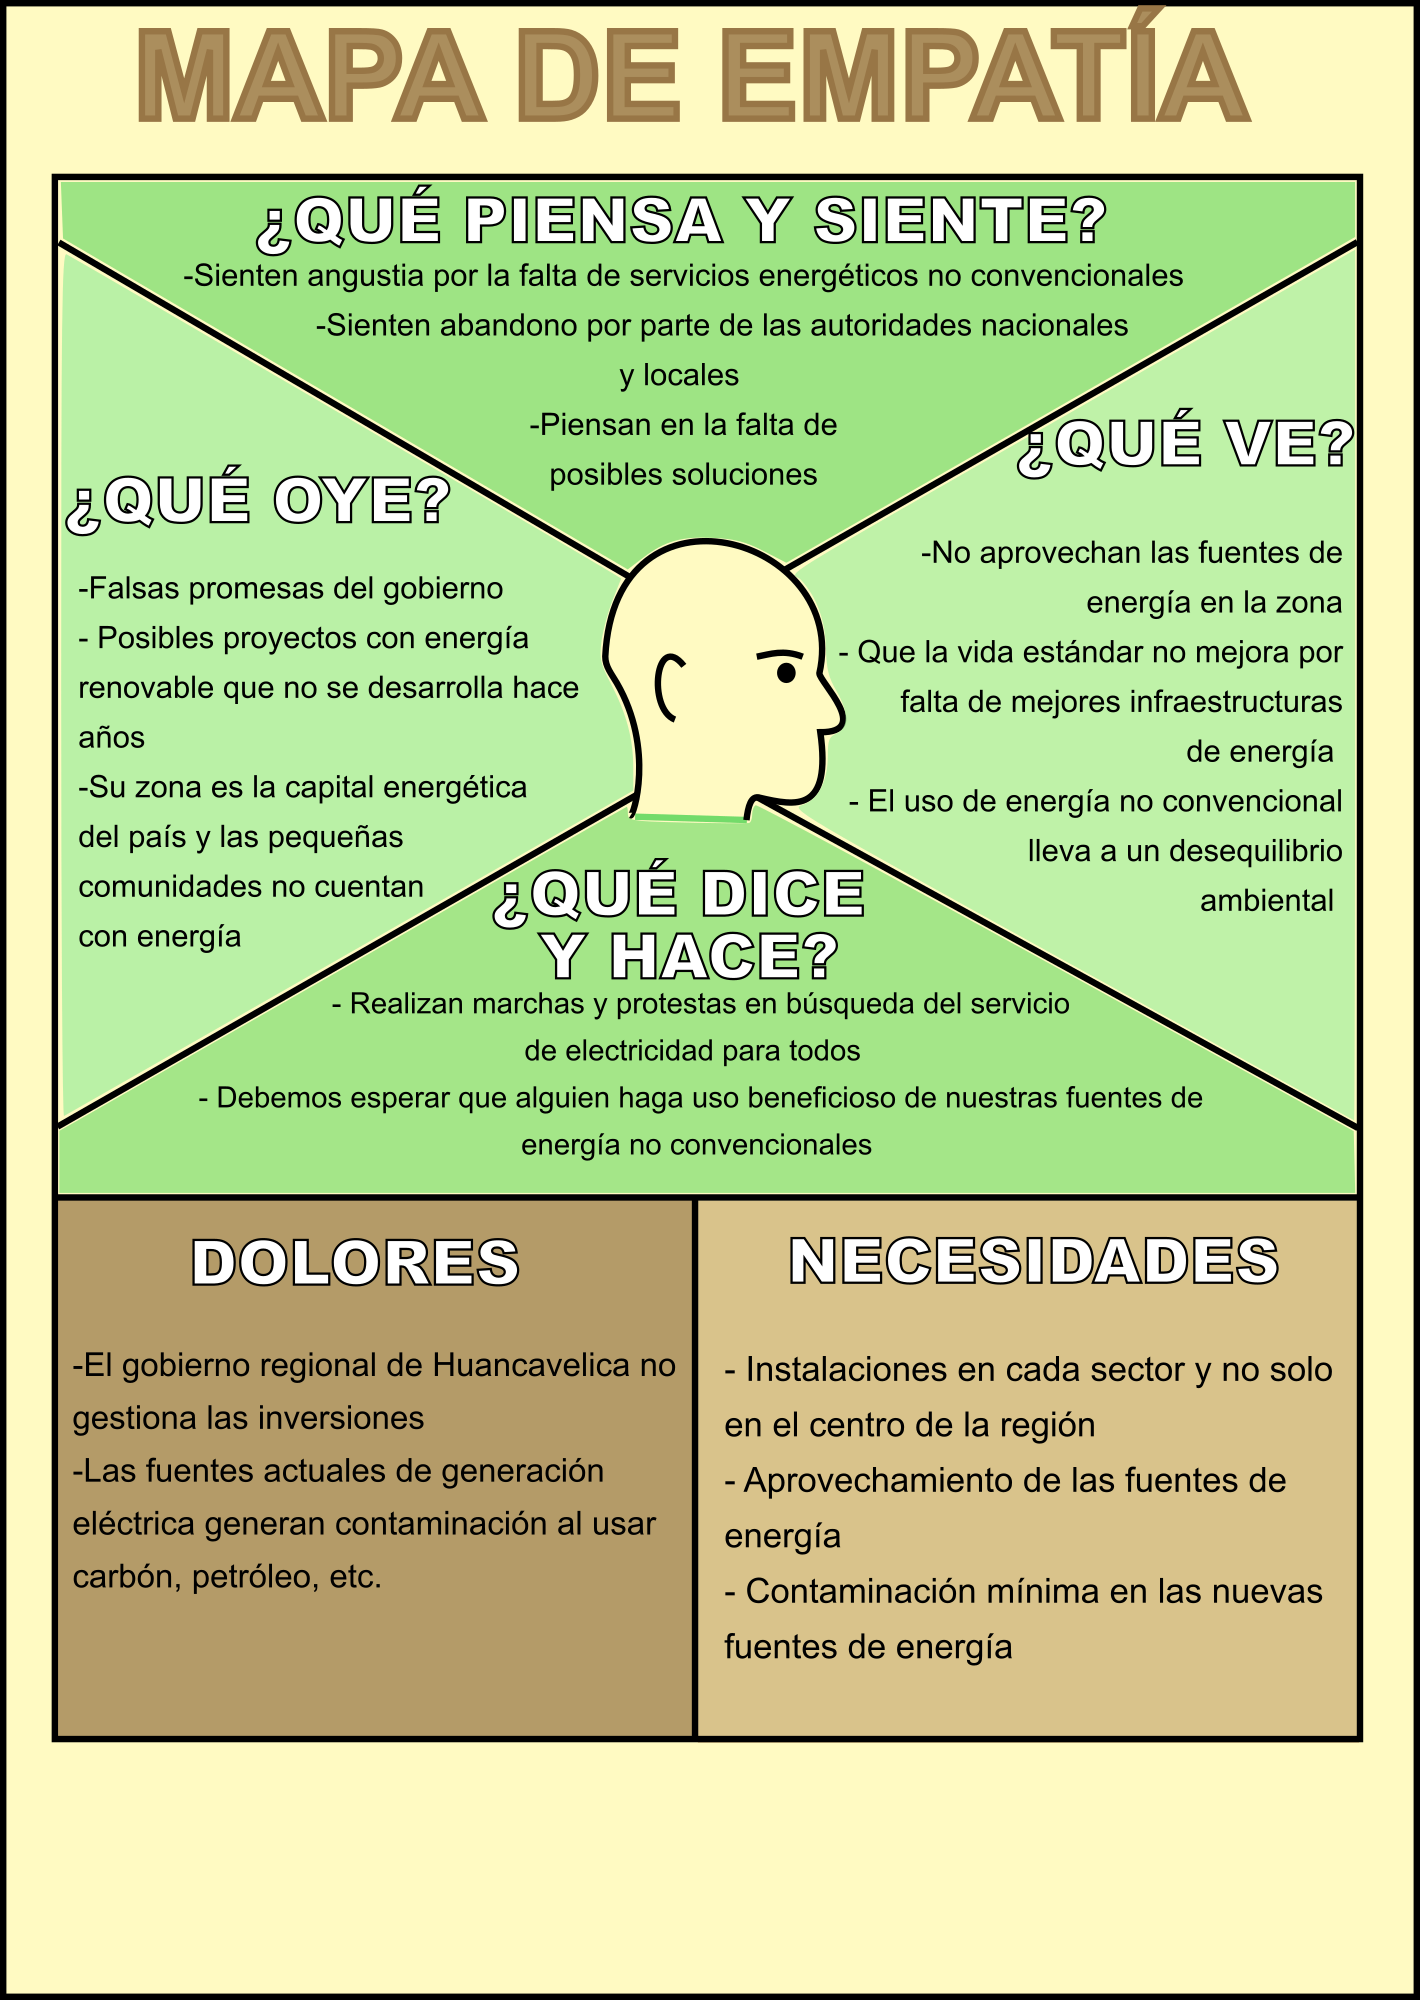 MAPA DE EMPATÍA
¿QUÉ PIENSA Y SIENTE?
-Sienten angustia por la falta de servicios energéticos no convencionales
-Sienten abandono por parte de las autoridades nacionales
y locales
-Piensan en la falta de
posibles soluciones
¿QUÉ OYE?
-Falsas promesas del gobierno
- Posibles proyectos con energía
renovable que no se desarrolla hace
años
-Su zona es la capital energética
del país y las pequeñas
comunidades no cuentan
con energía
¿QUÉ VE?
-No aprovechan las fuentes de
energía en la zona
- Que la vida estándar no mejora por
falta de mejores infraestructuras
de energía
- El uso de energía no convencional
lleva a un desequilibrio
ambiental
¿QUÉ DICE
Y HACE?
- Realizan marchas y protestas en búsqueda del servicio
de electricidad para todos
- Debemos esperar que alguien haga uso beneficioso de nuestras fuentes de
energía no convencionales
DOLORES
-El gobierno regional de Huancavelica no
gestiona las inversiones
-Las fuentes actuales de generación
eléctrica generan contaminación al usar
carbón, petróleo, etc.
NECESIDADES
- Instalaciones en cada sector y no solo
en el centro de la región
- Aprovechamiento de las fuentes de
energía
- Contaminación mínima en las nuevas
fuentes de energía